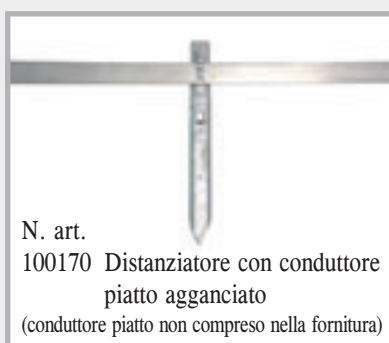 N. art.
100170 Distanziatore con conduttore
piatto agganciato
(conduttore piatto non compreso nella fornitura)